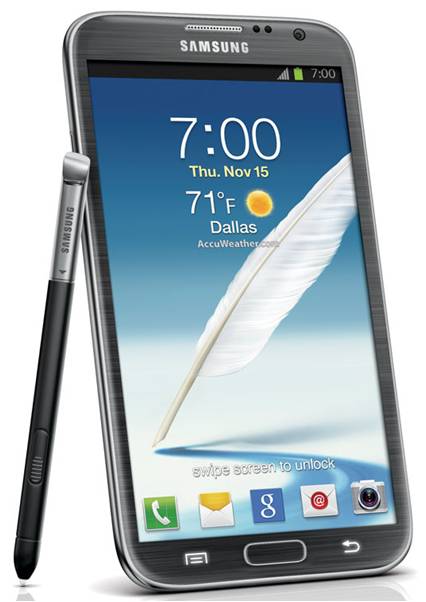 SAMSUNG
7:00
7:00
Thu. Nov 15
71°F
Dallas
AccuWeather.com
SAMSUNG
swipe screen to unlock
g
@